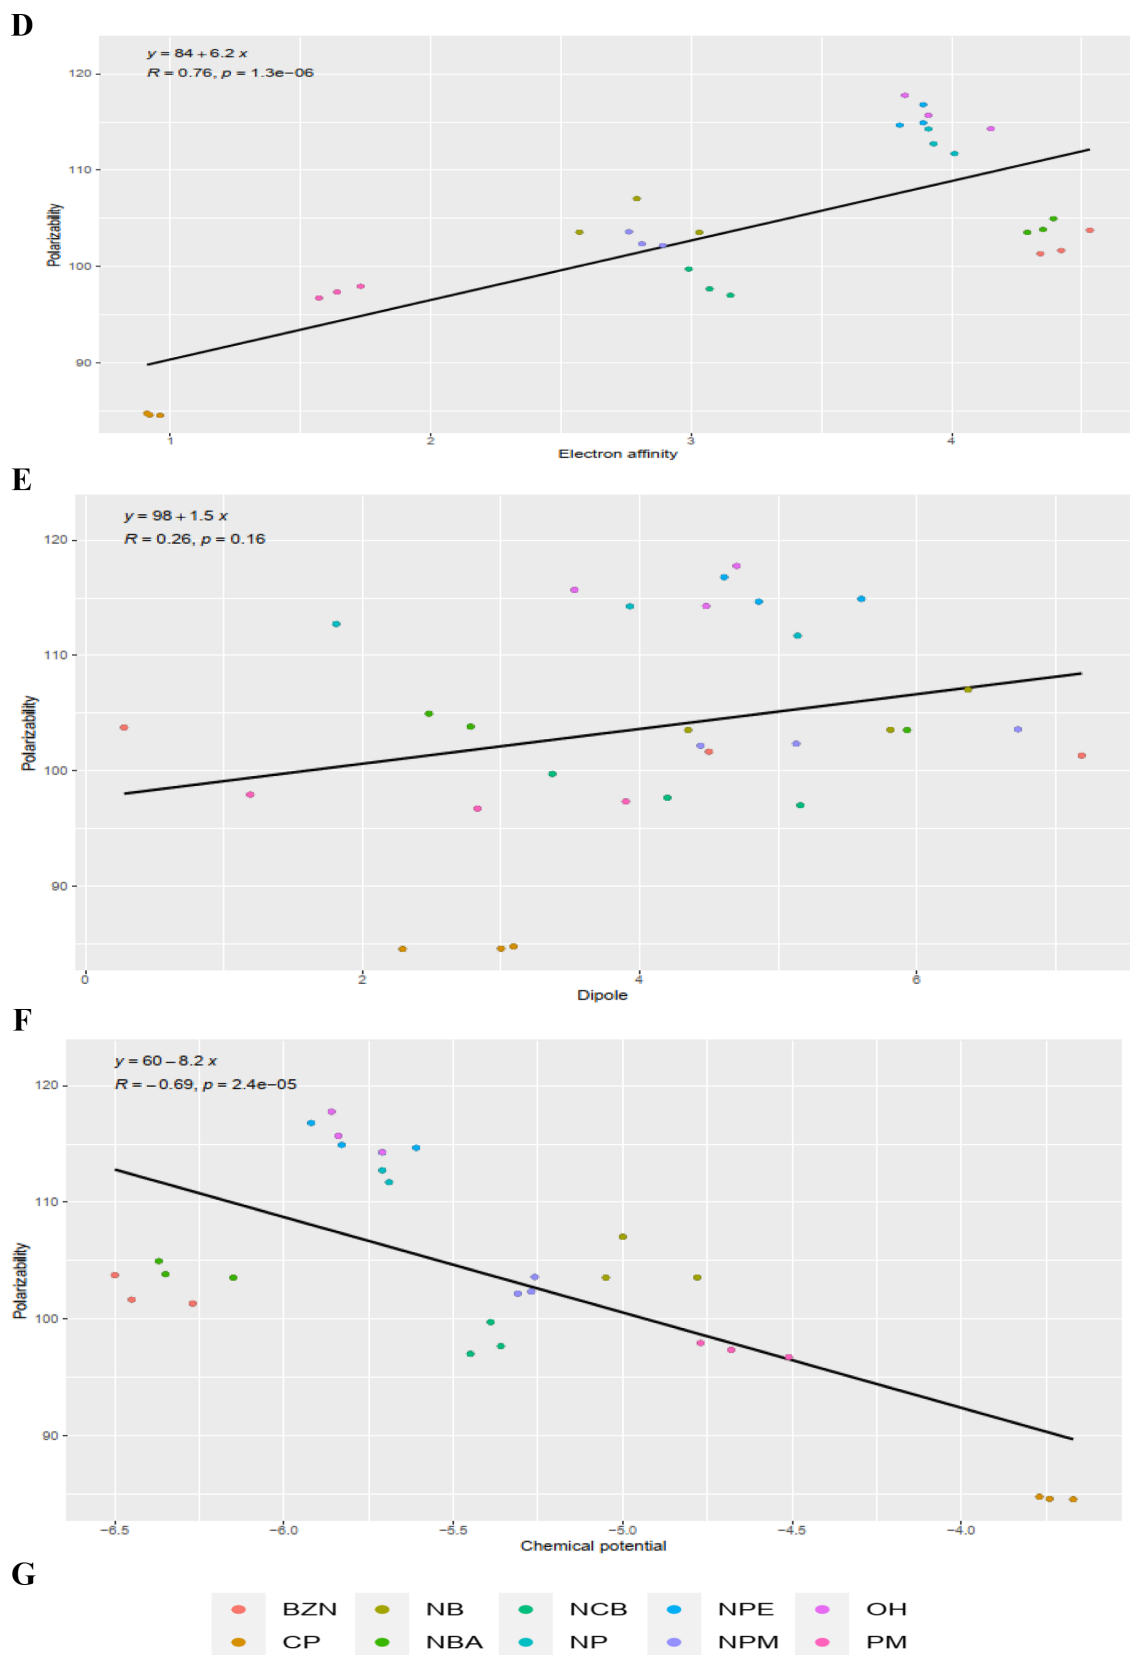 D
y = 84 + 6.2 x
R = 0.76, p = 1.3e−06
120
110
100
90
Polarizability
1 2 3 4
Electron affinity
E
y = 98 + 1.5 x
R = 0.26, p = 0.16
120
110
100
90
Polarizability
0 2 4 6
Dipole
F
y = 60 − 8.2 x
R = −0.69, p = 2.4e−05
120
110
100
90
Polarizability
−6.5 −6.0 −5.5 −5.0 −4.5 −4.0
Chemical potential
G
BZN NB NCB NPE OH
CP NBA NP NPM PM